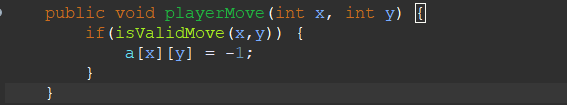 public void playerMove(int x, int y) {
if(isValidMove(x,y)) {
a[x][y] = -1;
}
}